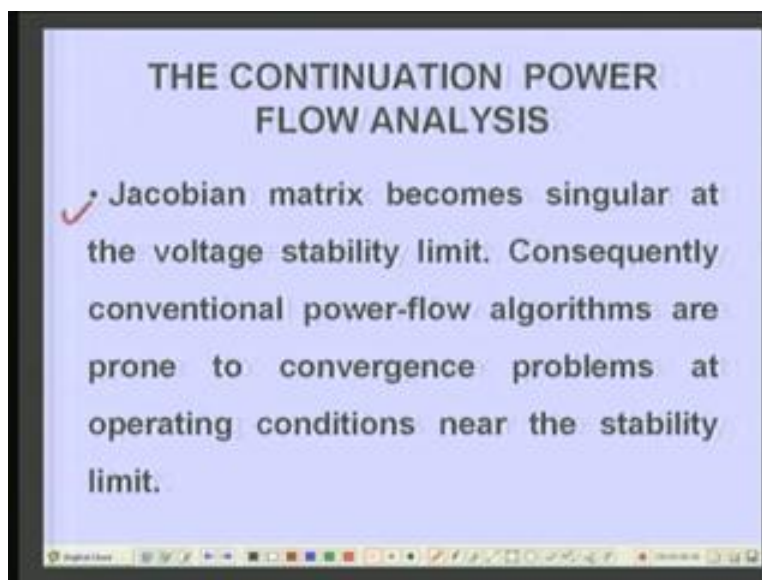 THE CONTINUATION POWER
FLOW ANALYSIS
• Jacobian matrix becomes singular at
the voltage stability limit. Consequently
conventional power-flow algorithms are
prone to convergence problems at
operating conditions near the stability
limit.